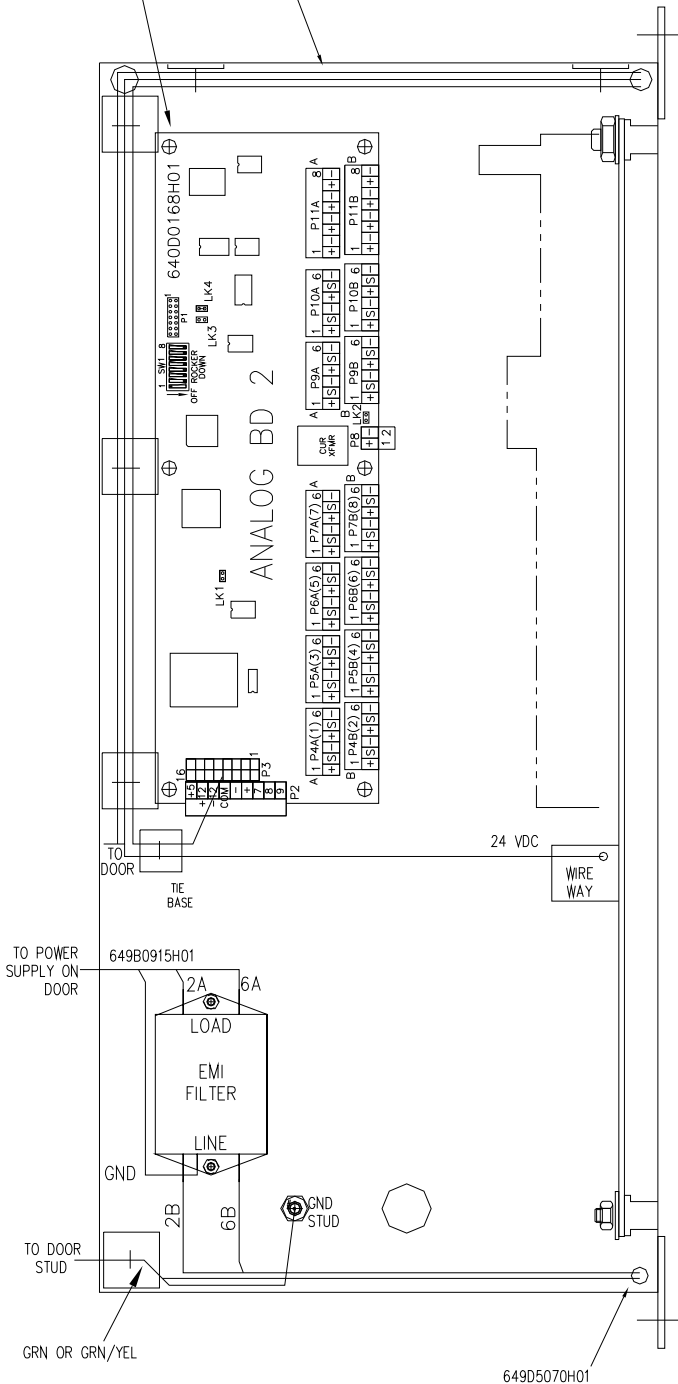 640D0168H01
LK4
LK3
P1
1
SW1
1 8
OFF ROCKER
DOWN
ANALOG BD 2
LK1
A
1 P11A 8
+ - + - + - + -
B
1 P11B 8
+ - + - + - + -
1 P10A 6
+ S - + S -
1 P10B 6
+ S - + S -
A
1 P9A 6
+ S - + S -
B
1 P9B 6
+ S - + S -
LK2
CUR
XFMR
P8
+ -
1 2
A
1 P7A(7) 6
+ S - + S -
B
1 P7B(8) 6
+ S - + S -
1 P6A(5) 6
+ S - + S -
1 P6B(6) 6
+ S - + S -
1 P5A(3) 6
+ S - + S -
1 P5B(4) 6
+ S - + S -
A
1 P4A(1) 6
+ S - + S -
B
1 P4B(2) 6
+ S - + S -
16
1
P3
+5
+12
-12
COM
-
+
7
8
9
P2
TO
DOOR
TIE
BASE
24 VDC
WIRE
WAY
TO POWER
SUPPLY ON
DOOR
649B0915H01
2A
6A
LOAD
EMI
FILTER
LINE
GND
2B
6B
GND
STUD
TO DOOR
STUD
GRN OR GRN/YEL
649D5070H01